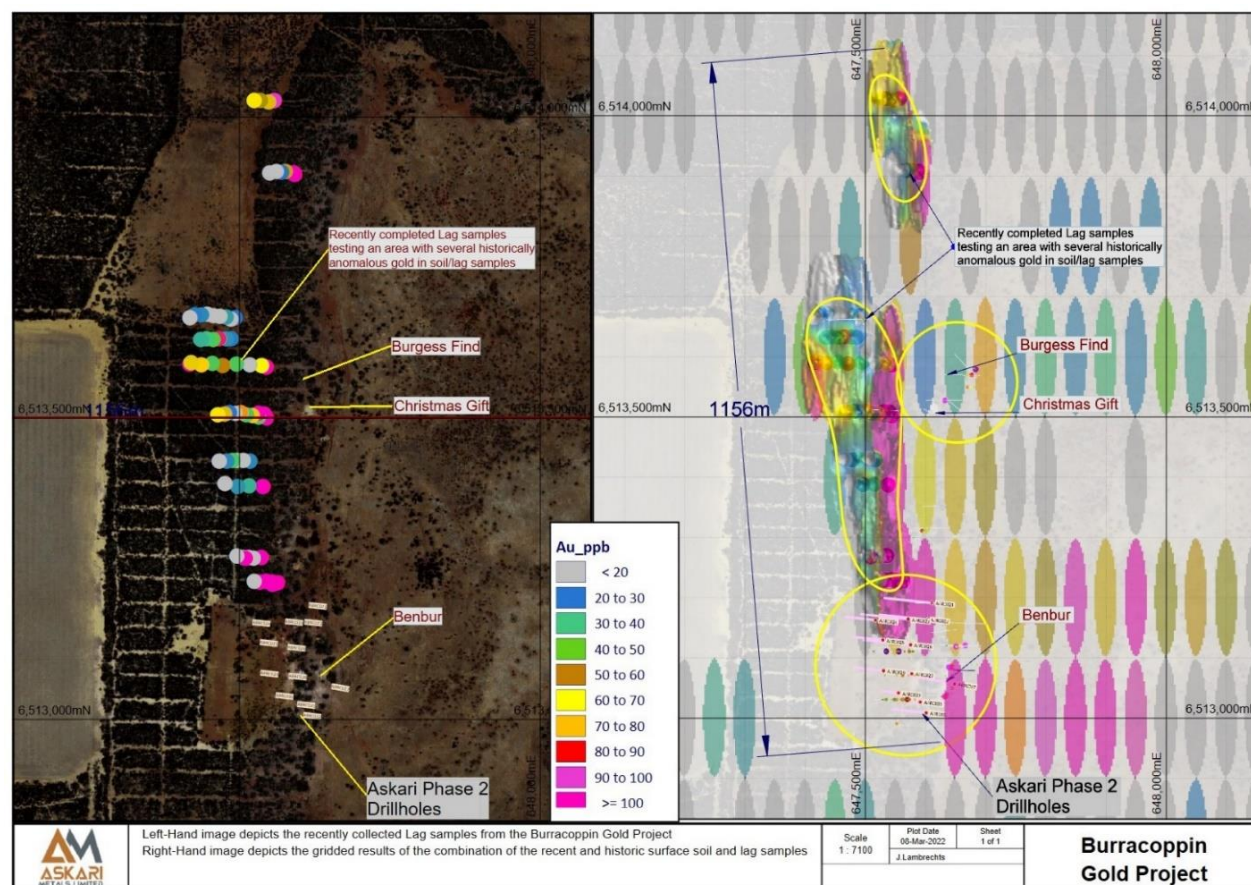 647,500mE
648,000mE
6,514,000mN
6,514,000mN
Recently completed Lag samples
testing an area with several historically
anomalous gold in soil/lag samples
Recently completed Lag samples
testing an area with several historically
anomalous gold in soil/lag samples
Burgess Find
Burgess Find
Christmas Gift
Christmas Gift
6,513,500mN
6,513,500mN
1156m
Benbur
Benbur
6,513,000mN
6,513,000mN
Askari Phase 2
Drillholes
Askari Phase 2
Drillholes
648,000mE
647,500mE
648,000mE
Au_ppb
< 20
20 to 30
30 to 40
40 to 50
50 to 60
60 to 70
70 to 80
80 to 90
90 to 100
>= 100
AM
ASKARI
METALS LIMITED
Left-Hand image depicts the recently collected Lag samples from the Burracoppin Gold Project
Right-Hand image depicts the gridded results of the combination of the recent and historic surface soil and lag samples
Scale
1 : 7100
Plot Date
08-Mar-2022
Sheet
1 of 1
J.Lambrechts
Burracoppin
Gold Project